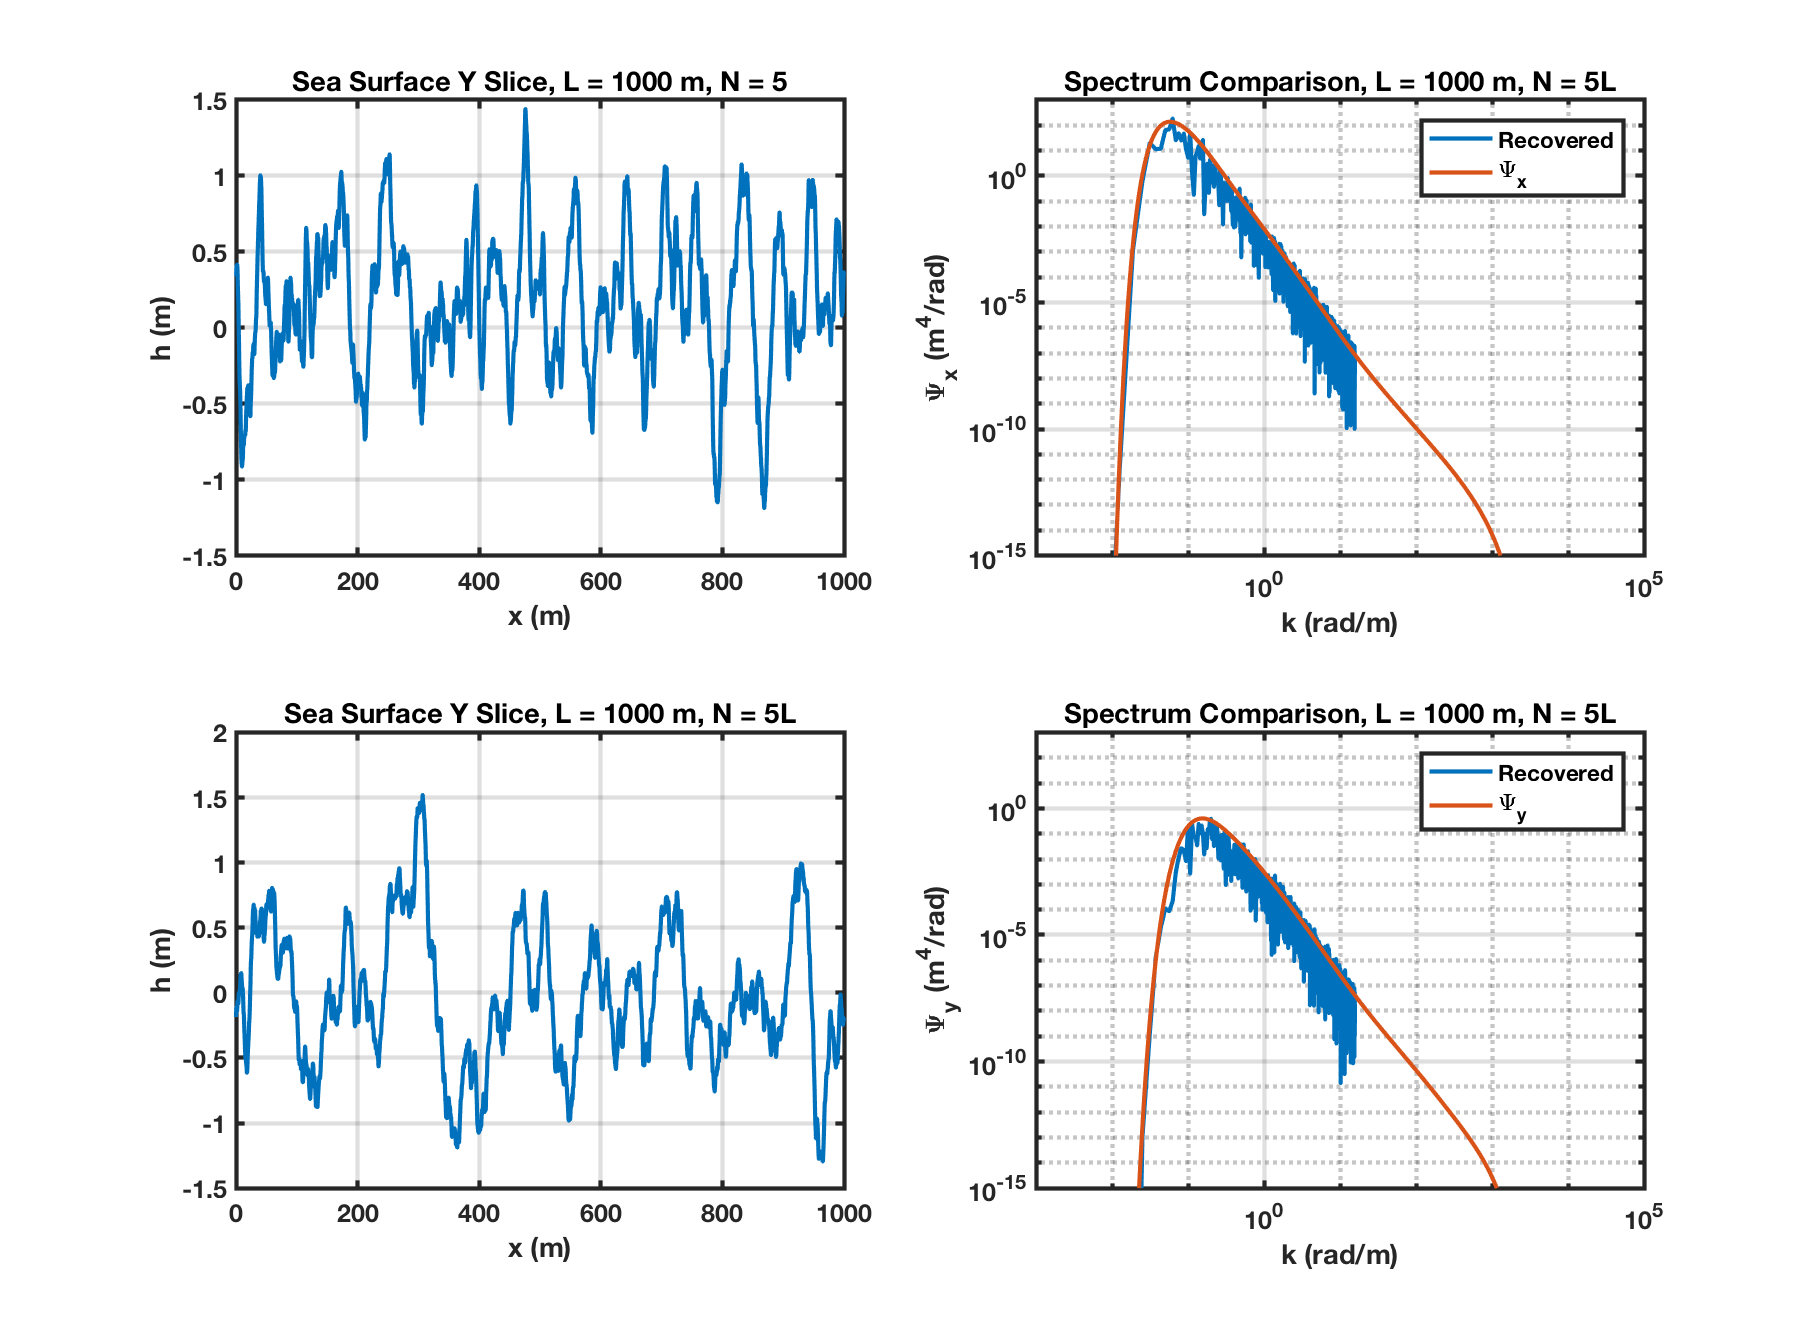 Sea Surface Y Slice, L = 1000 m, N = 5
1.5
1
0.5
0
-0.5
-1
-1.5
h (m)
0 200 400 600 800 1000
x (m)
Spectrum Comparison, L = 1000 m, N = 5L
Recovered
Ψx
10^0
10^-5
10^-10
10^-15
Ψx (m^4/rad)
10^0 10^5
k (rad/m)
Sea Surface Y Slice, L = 1000 m, N = 5L
2
1.5
1
0.5
0
-0.5
-1
-1.5
h (m)
0 200 400 600 800 1000
x (m)
Spectrum Comparison, L = 1000 m, N = 5L
Recovered
Ψy
10^0
10^-5
10^-10
10^-15
Ψy (m^4/rad)
10^0 10^5
k (rad/m)